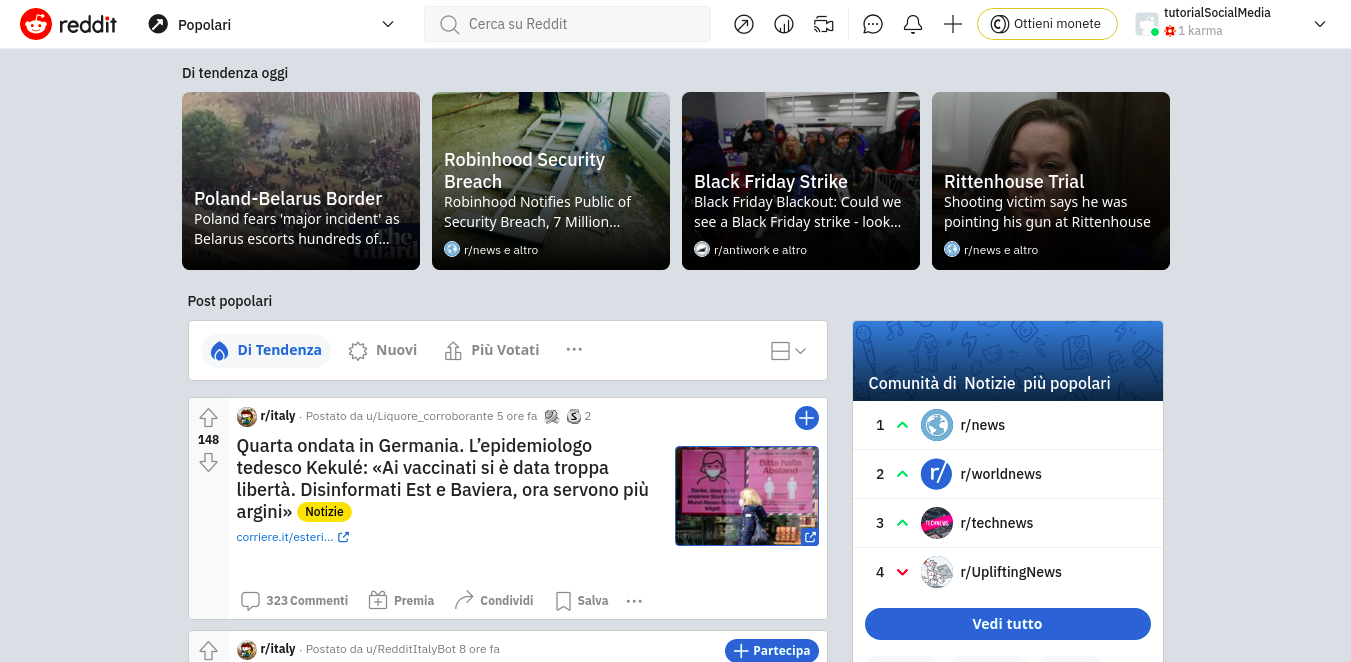 reddit
Popolari
Cerca su Reddit
Ottieni monete
tutorialSocialMedia
1 karma
Di tendenza oggi
Poland-Belarus Border
Poland fears 'major incident' as
Belarus escorts hundreds of...
Robinhood Security
Breach
Robinhood Notifies Public of
Security Breach, 7 Million...
r/news e altro
Black Friday Strike
Black Friday Blackout: Could we
see a Black Friday strike - look...
r/antiwork e altro
Rittenhouse Trial
Shooting victim says he was
pointing his gun at Rittenhouse
r/news e altro
Post popolari
Di Tendenza
Nuovi
Più Votati
r/italy · Postato da u/Liquore_corroborante 5 ore fa 2
148
Quarta ondata in Germania. L’epidemiologo
tedesco Kekulé: «Ai vaccinati si è data troppa
libertà. Disinformati Est e Baviera, ora servono più
argini» Notizie
corriere.it/esteri...
Bitte halte
Abstand
323 Commenti
Premia
Condividi
Salva
r/italy · Postato da u/RedditItalyBot 8 ore fa
Partecipa
Comunità di Notizie più popolari
1 r/news
2 r/worldnews
3 r/technews
4 r/UpliftingNews
Vedi tutto